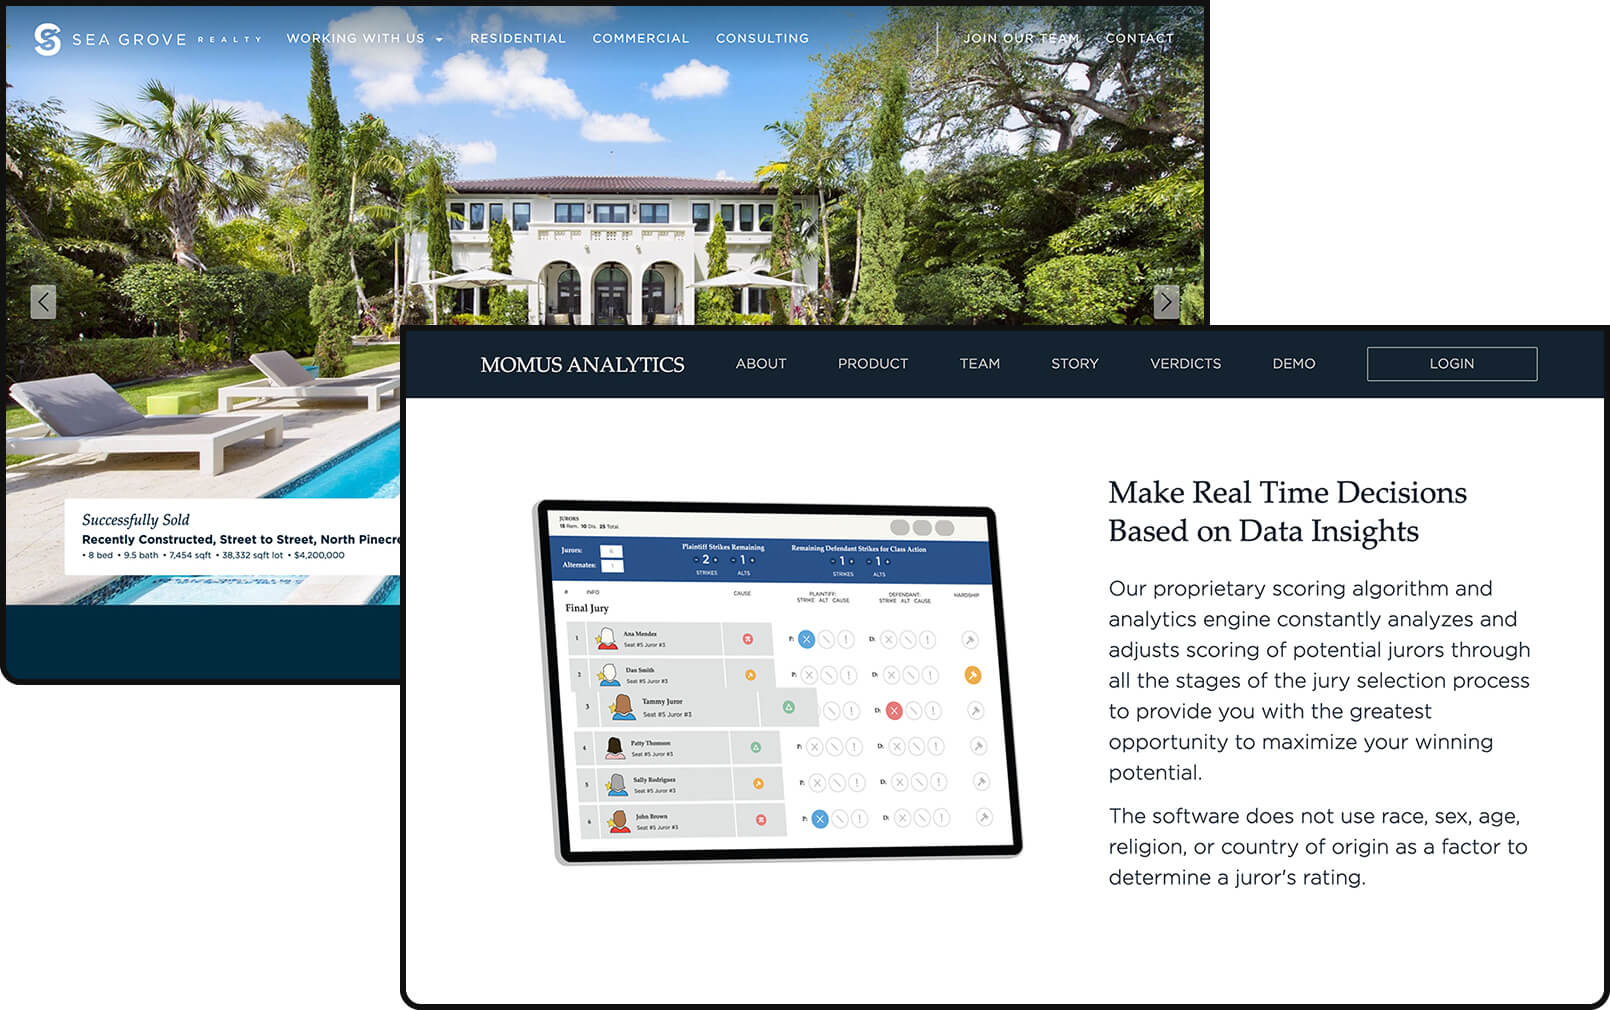 SEA GROVE REALTY
WORKING WITH US
RESIDENTIAL
COMMERCIAL
CONSULTING
JOIN OUR TEAM
CONTACT
Successfully Sold
Recently Constructed, Street to Street, North Pinecr
• 8 bed • 9.5 bath • 7,454 sqft • 38,332 sqft lot • $4,200,000
MOMUS ANALYTICS
ABOUT
PRODUCT
TEAM
STORY
VERDICTS
DEMO
LOGIN
JURORS
15 Rem. 10 Dis. 25 Total.
Jurors: 6
Alternates: 1
Plaintiff Strikes Remaining
- 2 + - 1 +
STRIKES ALTS
Remaining Defendant Strikes for Class Action
- 1 + - 1 +
STRIKES ALTS
# INFO CAUSE
PLAINTIFF:
STRIKE ALT CAUSE
DEFENDANT:
STRIKE ALT CAUSE
HARDSHIP
Final Jury
1 Ana Mendez
Seat #5 Juror #3
P: D:
2 Dan Smith
Seat #5 Juror #3
P: D:
3 Tammy Juror
Seat #5 Juror #3
D:
4 Patty Thomson
Seat #5 Juror #3
P: D:
5 Sally Rodriguez
Seat #5 Juror #3
P: D:
6 John Brown
Seat #5 Juror #3
P: D:
Make Real Time Decisions
Based on Data Insights
Our proprietary scoring algorithm and
analytics engine constantly analyzes and
adjusts scoring of potential jurors through
all the stages of the jury selection process
to provide you with the greatest
opportunity to maximize your winning
potential.
The software does not use race, sex, age,
religion, or country of origin as a factor to
determine a juror's rating.